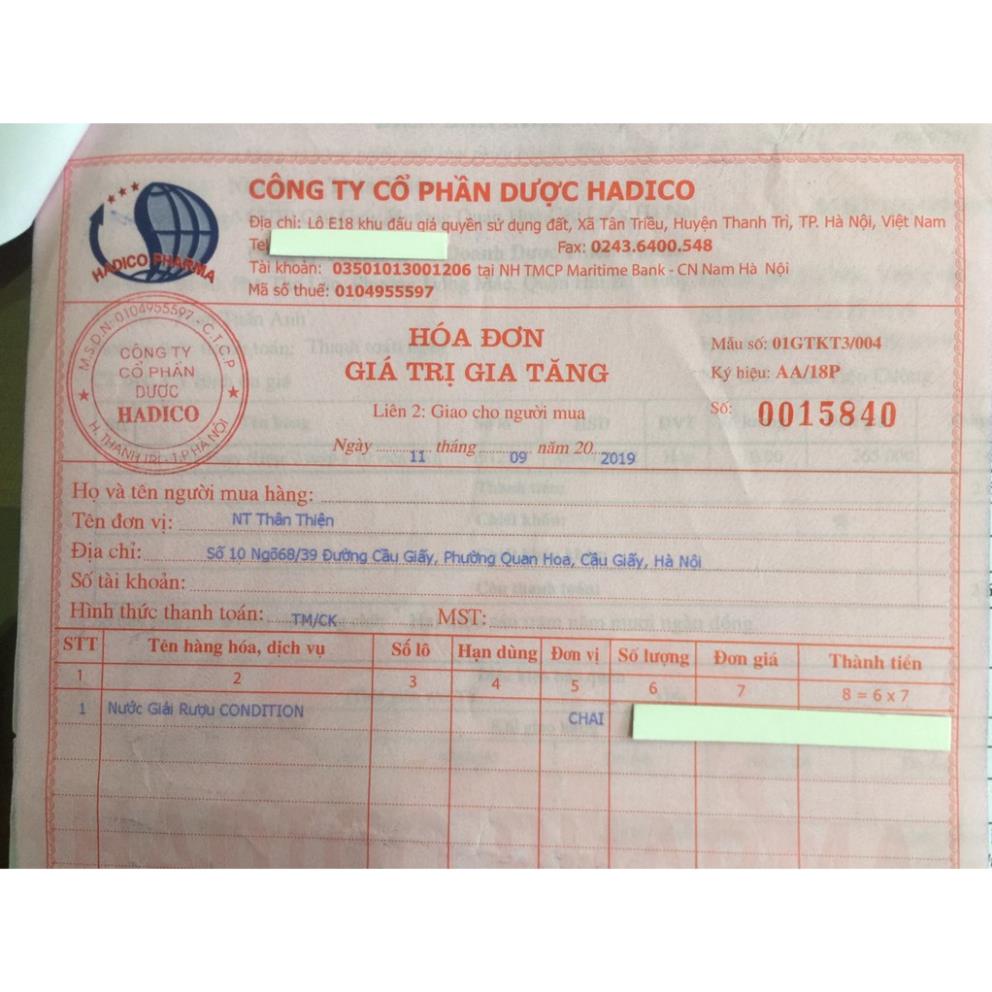 CÔNG TY CỔ PHẦN DƯỢC HADICO
Địa chỉ: Lô E18 khu đấu giá quyền sử dụng đất, Xã Tân Triều, Huyện Thanh Trì, TP. Hà Nội, Việt Nam
Tel Fax: 0243.6400.548
Tài khoản: 03501013001206 tại NH TMCP Maritime Bank - CN Nam Hà Nội
Mã số thuế: 0104955597
HADICO PHARMA
M.S.D.N: 0104955597 - C.T.C.P
CÔNG TY
CỔ PHẦN
DƯỢC
HADICO
H. THANH TRÌ - T.P HÀ NỘI
HÓA ĐƠN
GIÁ TRỊ GIA TĂNG
Liên 2: Giao cho người mua
Ngày 11 tháng 09 năm 20 2019
Mẫu số: 01GTKT3/004
Ký hiệu: AA/18P
Số: 0015840
Họ và tên người mua hàng:
Tên đơn vị: NT Thân Thiện
Địa chỉ: Số 10 Ngõ68/39 Đường Cầu Giấy, Phường Quan Hoa, Cầu Giấy, Hà Nội
Số tài khoản:
Hình thức thanh toán: TM/CK MST:
STT Tên hàng hóa, dịch vụ Số lô Hạn dùng Đơn vị Số lượng Đơn giá Thành tiền
1 2 3 4 5 6 7 8 = 6 x 7
1 Nước Giải Rượu CONDITION CHAI